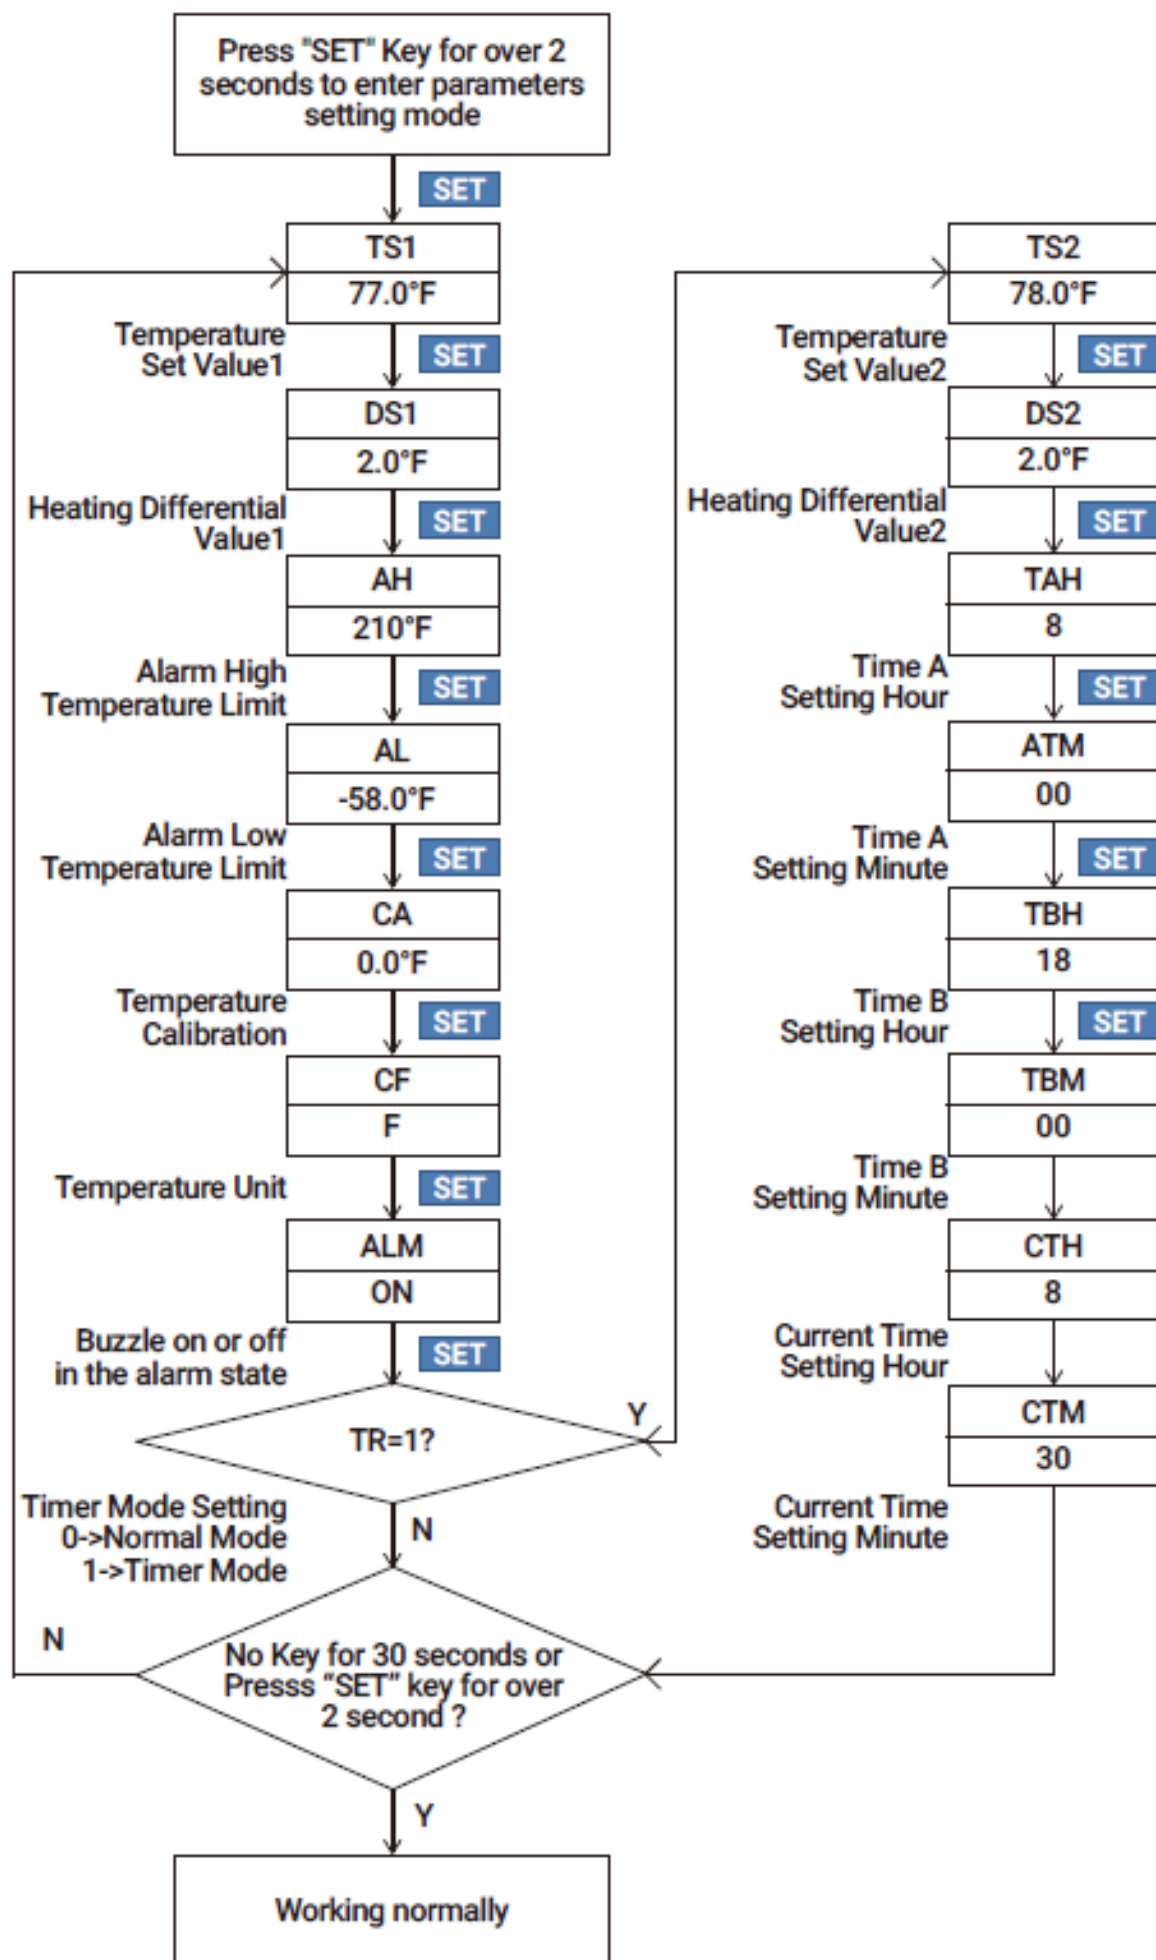 Press "SET" Key for over 2
seconds to enter parameters
setting mode
SET
TS1
77.0°F
Temperature
Set Value1
SET
DS1
2.0°F
Heating Differential
Value1
SET
AH
210°F
Alarm High
Temperature Limit
SET
AL
-58.0°F
Alarm Low
Temperature Limit
SET
CA
0.0°F
Temperature
Calibration
SET
CF
F
Temperature Unit
SET
ALM
ON
Buzzle on or off
in the alarm state
SET
TR=1?
Y
Timer Mode Setting
0->Normal Mode
1->Timer Mode
N
No Key for 30 seconds or
Presss “SET” key for over
2 second ?
N
Y
Working normally
TS2
78.0°F
Temperature
Set Value2
SET
DS2
2.0°F
Heating Differential
Value2
SET
TAH
8
Time A
Setting Hour
SET
ATM
00
Time A
Setting Minute
SET
TBH
18
Time B
Setting Hour
SET
TBM
00
Time B
Setting Minute
CTH
8
Current Time
Setting Hour
CTM
30
Current Time
Setting Minute